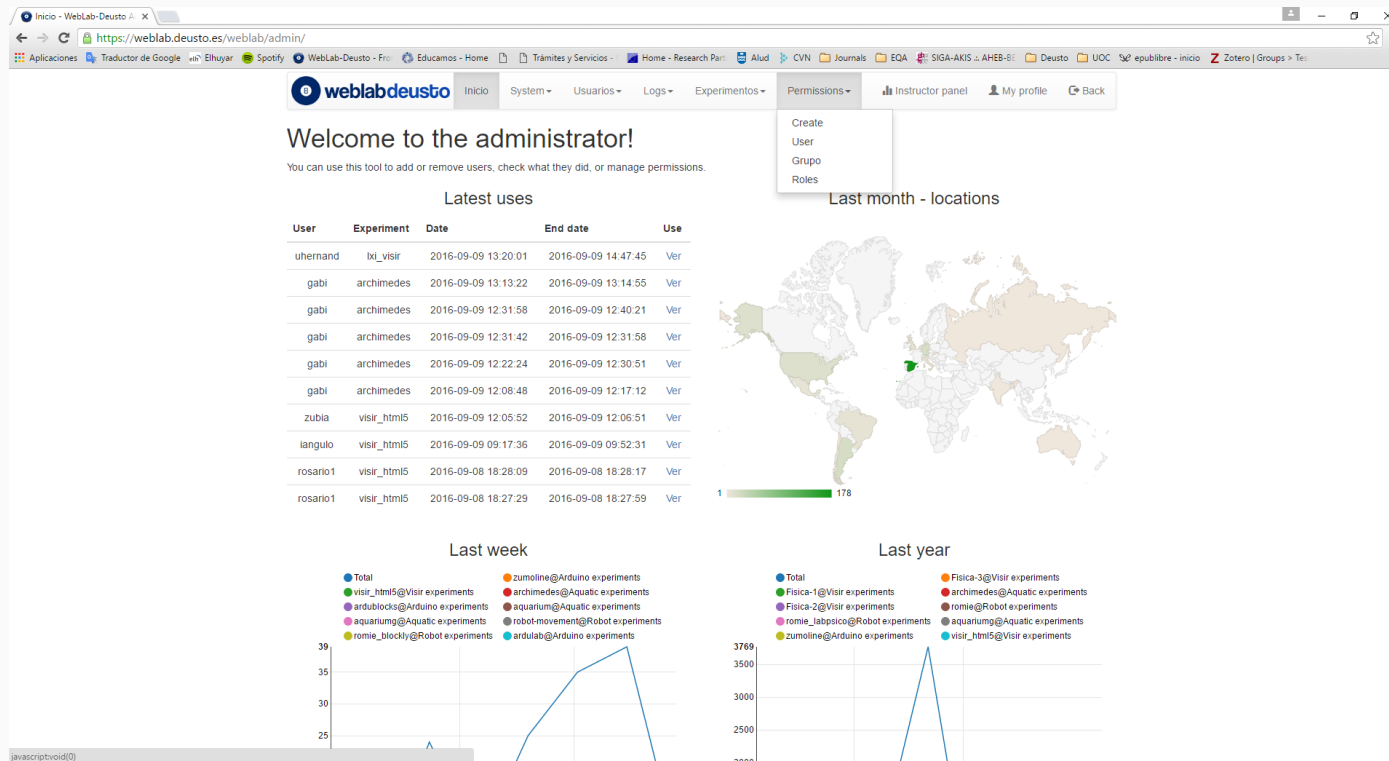 Inicio - WebLab-Deusto A
https://weblab.deusto.es/weblab/admin/
Aplicaciones Traductor de Google Elhuyar Spotify WebLab-Deusto - Fro Educamos - Home Trámites y Servicios - Home - Research Part Alud CVN Journals EQA SIGA-AKIS .:. AHEB-BE Deusto UOC epublibre - inicio Zotero | Groups > Tes
weblabdeusto Inicio System Usuarios Logs Experimentos Permissions Instructor panel My profile Back
Create
User
Grupo
Roles
Welcome to the administrator!
You can use this tool to add or remove users, check what they did, or manage permissions.
Latest uses
User Experiment Date End date Use
uhernand lxi_visir 2016-09-09 13:20:01 2016-09-09 14:47:45 Ver
gabi archimedes 2016-09-09 13:13:22 2016-09-09 13:14:55 Ver
gabi archimedes 2016-09-09 12:31:58 2016-09-09 12:40:21 Ver
gabi archimedes 2016-09-09 12:31:42 2016-09-09 12:31:58 Ver
gabi archimedes 2016-09-09 12:22:24 2016-09-09 12:30:51 Ver
gabi archimedes 2016-09-09 12:08:48 2016-09-09 12:17:12 Ver
zubia visir_html5 2016-09-09 12:05:52 2016-09-09 12:06:51 Ver
iangulo visir_html5 2016-09-09 09:17:36 2016-09-09 09:52:31 Ver
rosario1 visir_html5 2016-09-08 18:28:09 2016-09-08 18:28:17 Ver
rosario1 visir_html5 2016-09-08 18:27:29 2016-09-08 18:27:59 Ver
Last month - locations
1 178
Last week
Total zumoline@Arduino experiments
visir_html5@Visir experiments archimedes@Aquatic experiments
ardublocks@Arduino experiments aquarium@Aquatic experiments
aquariumg@Aquatic experiments robot-movement@Robot experiments
romie_blockly@Robot experiments ardulab@Arduino experiments
39
35
30
25
Last year
Total Fisica-3@Visir experiments
Fisica-1@Visir experiments archimedes@Aquatic experiments
Fisica-2@Visir experiments romie@Robot experiments
romie_labpsico@Robot experiments aquariumg@Aquatic experiments
zumoline@Arduino experiments visir_html5@Visir experiments
3769
3500
3000
2500
javascript:void(0)